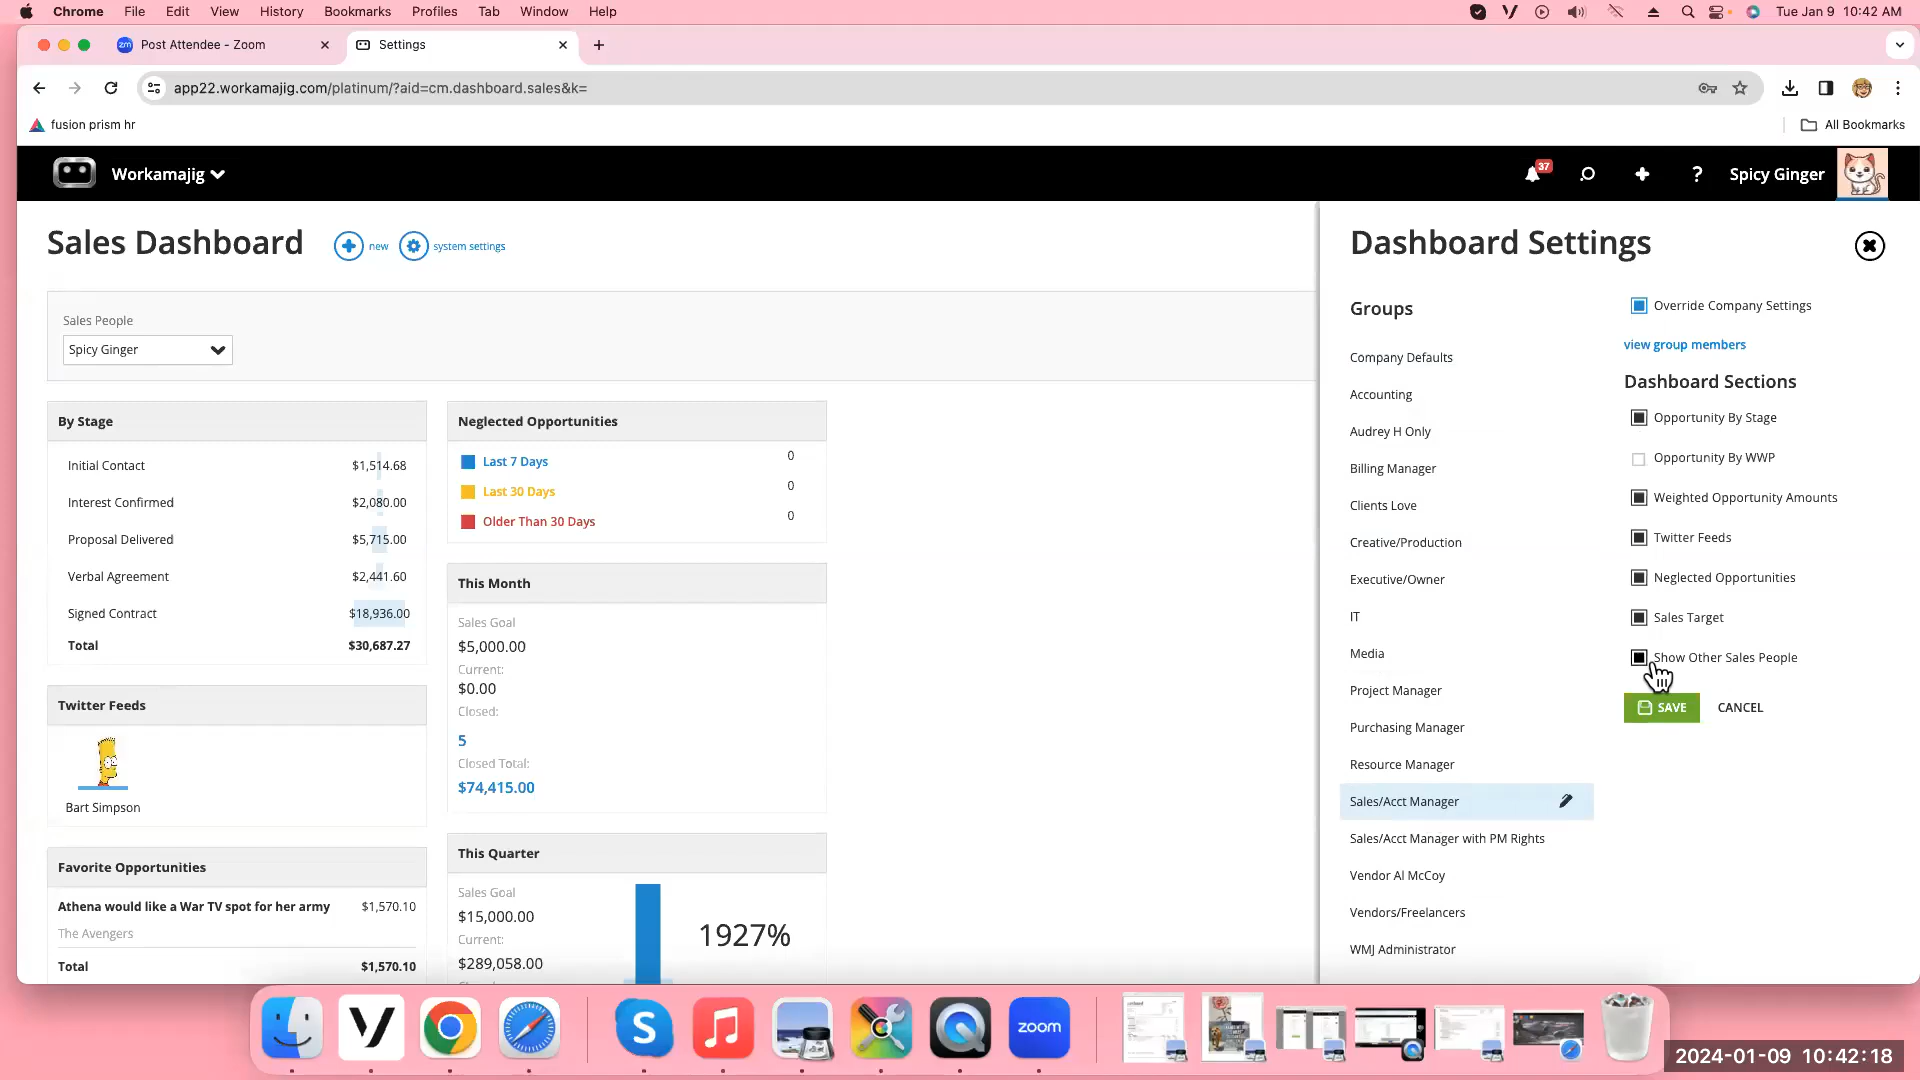 Chrome File Edit View History Bookmarks Profiles Tab Window Help
Tue Jan 9 10:42 AM
zm Post Attendee - Zoom
Settings
app22.workamajig.com/platinum/?aid=cm.dashboard.sales&k=
fusion prism hr
All Bookmarks
Workamajig
37
?
Spicy Ginger
Sales Dashboard
new
system settings
Sales People
Spicy Ginger
By Stage
Initial Contact $1,514.68
Interest Confirmed $2,080.00
Proposal Delivered $5,715.00
Verbal Agreement $2,441.60
Signed Contract $18,936.00
Total $30,687.27
Twitter Feeds
Bart Simpson
Favorite Opportunities
Athena would like a War TV spot for her army $1,570.10
The Avengers
Total $1,570.10
Neglected Opportunities
Last 7 Days 0
Last 30 Days 0
Older Than 30 Days 0
This Month
Sales Goal
$5,000.00
Current:
$0.00
Closed:
5
Closed Total:
$74,415.00
This Quarter
Sales Goal
$15,000.00
Current:
$289,058.00
1927%
Dashboard Settings
Groups
Company Defaults
Accounting
Audrey H Only
Billing Manager
Clients Love
Creative/Production
Executive/Owner
IT
Media
Project Manager
Purchasing Manager
Resource Manager
Sales/Acct Manager
Sales/Acct Manager with PM Rights
Vendor Al McCoy
Vendors/Freelancers
WMJ Administrator
Override Company Settings
view group members
Dashboard Sections
Opportunity By Stage
Opportunity By WWP
Weighted Opportunity Amounts
Twitter Feeds
Neglected Opportunities
Sales Target
Show Other Sales People
SAVE
CANCEL
zoom
2024-01-09 10:42:18